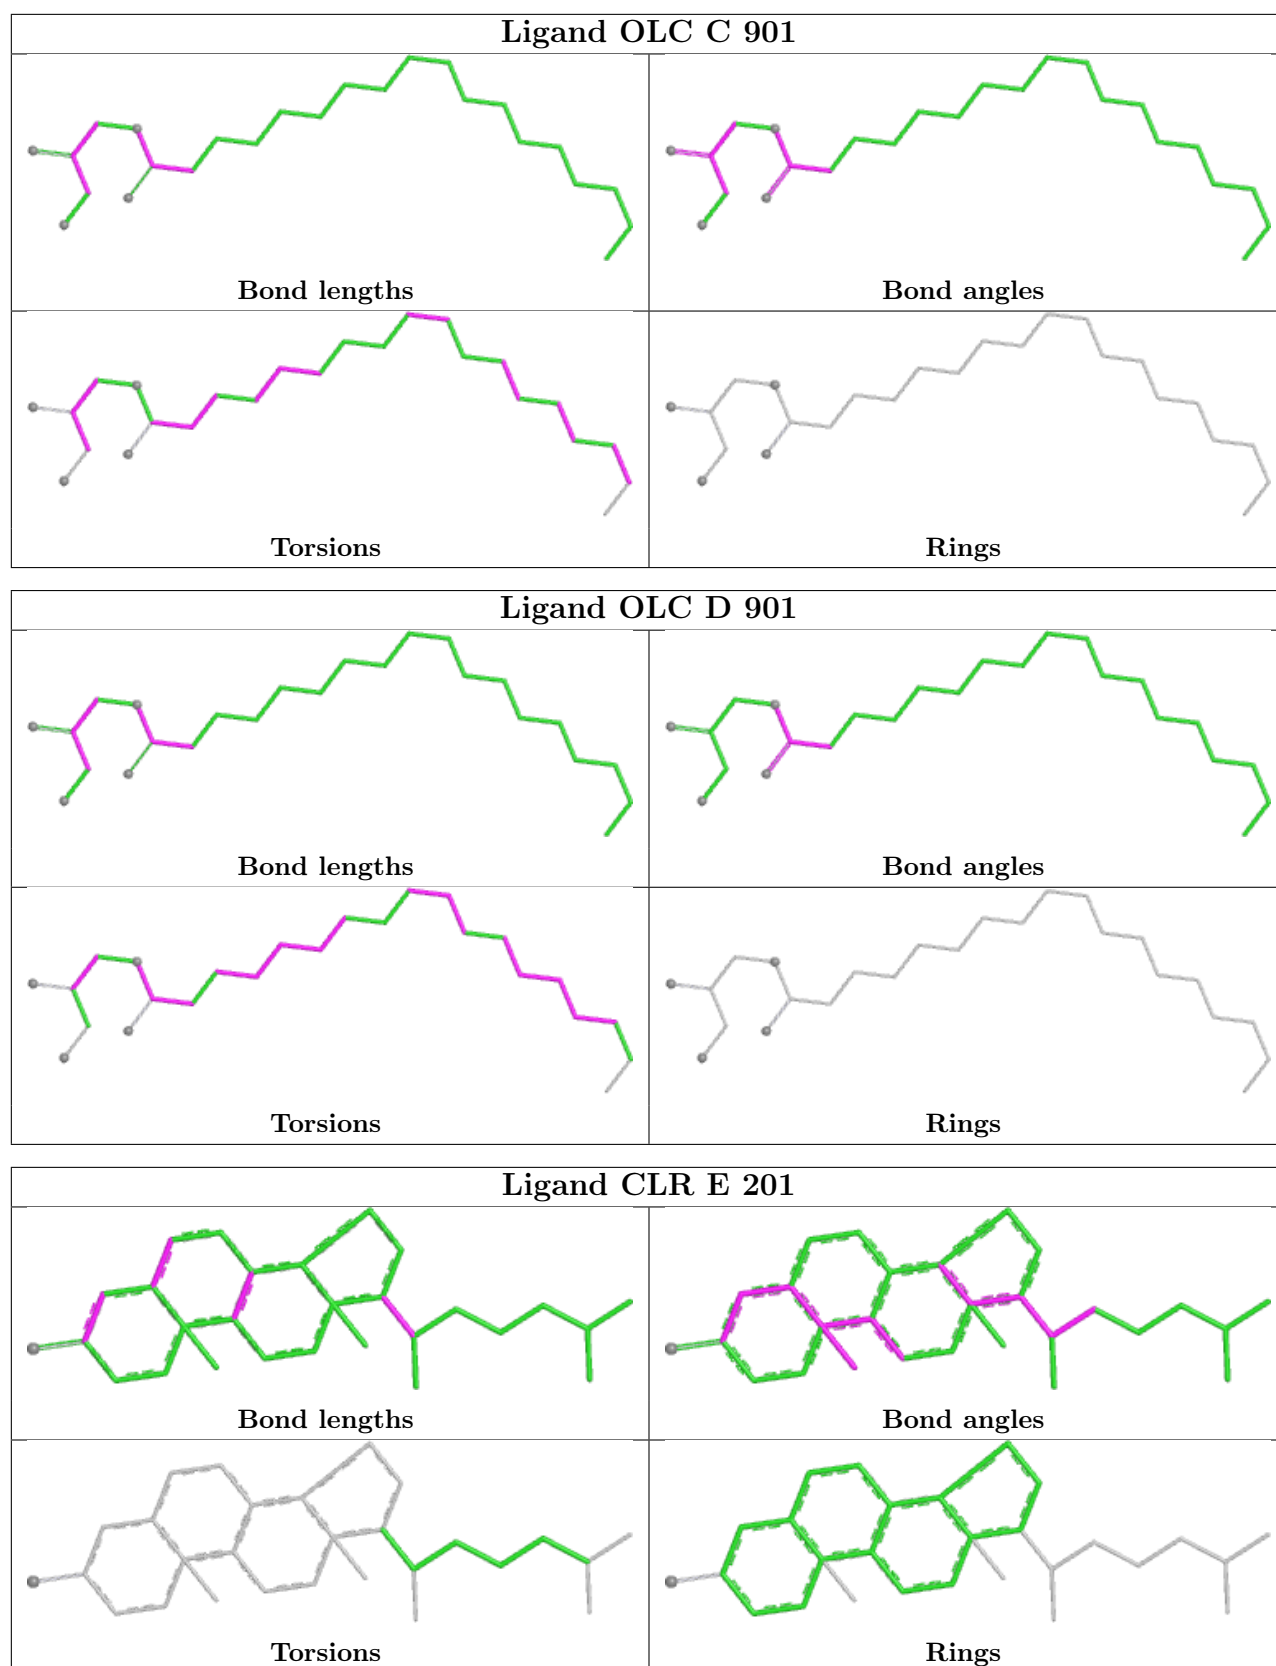 Ligand OLC C 901
Bond lengths
Bond angles
Torsions
Rings
Ligand OLC D 901
Bond lengths
Bond angles
Torsions
Rings
Ligand CLR E 201
Bond lengths
Bond angles
Torsions
Rings